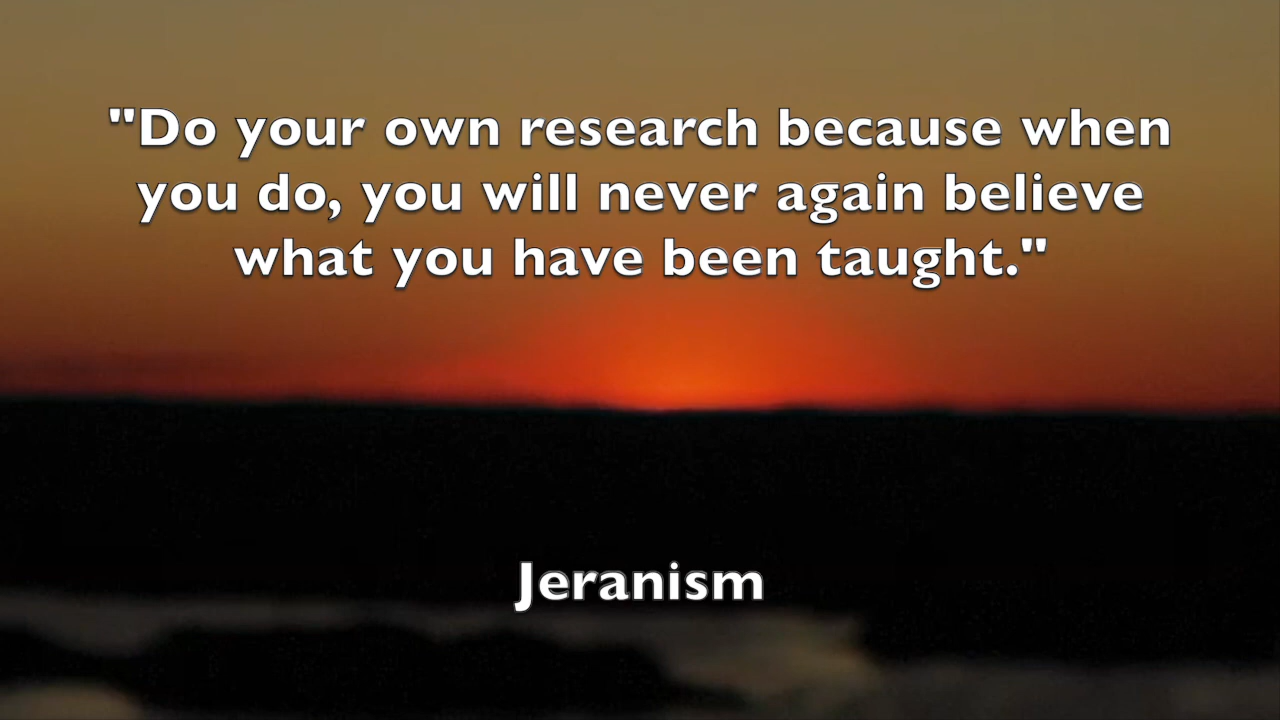 "Do your own research because when
you do, you will never again believe
what you have been taught."
Jeranism